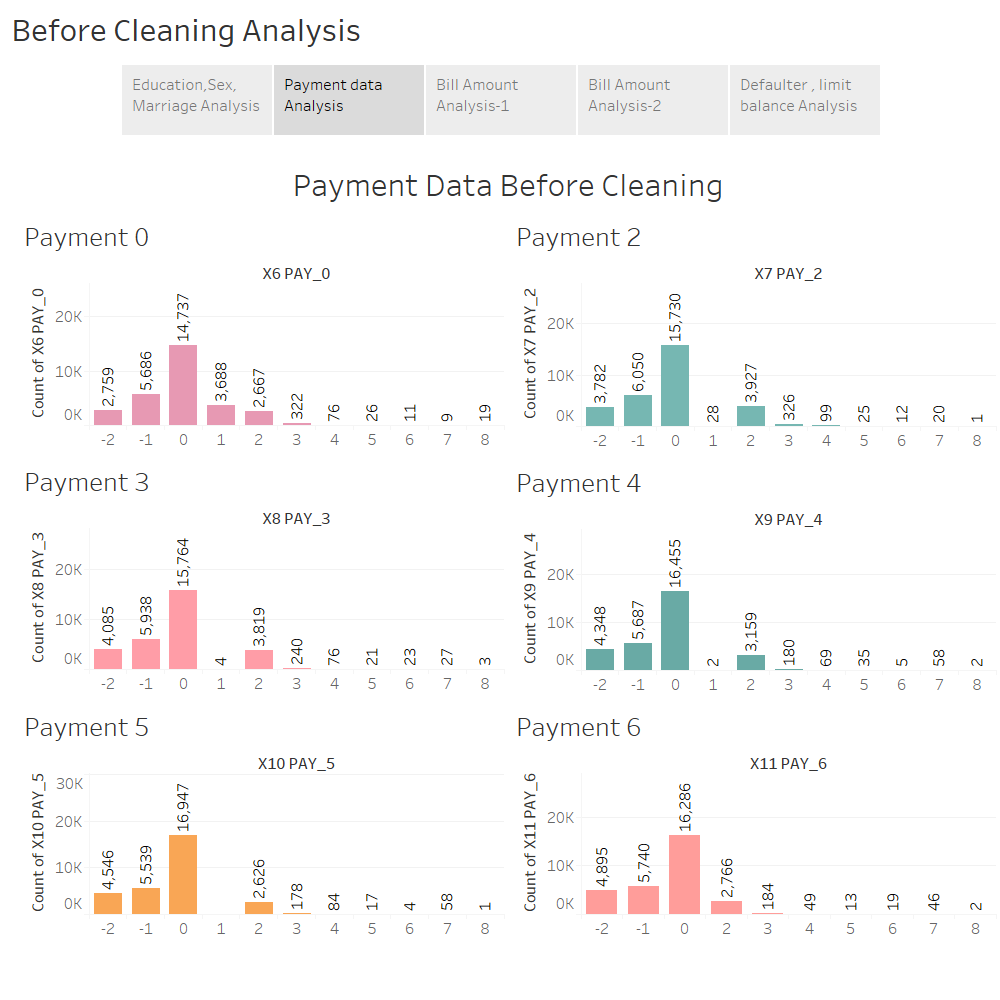 Before Cleaning Analysis
Education,Sex, Marriage Analysis
Payment data Analysis
Bill Amount Analysis-1
Bill Amount Analysis-2
Defaulter , limit balance Analysis
Payment Data Before Cleaning
Payment 0
X6 PAY_0
Count of X6 PAY_0
20K
10K
0K
2,759
5,686
14,737
3,688
2,667
322
76
26
11
9
19
-2 -1 0 1 2 3 4 5 6 7 8
Payment 2
X7 PAY_2
Count of X7 PAY_2
20K
10K
0K
3,782
6,050
15,730
28
3,927
326
99
25
12
20
1
-2 -1 0 1 2 3 4 5 6 7 8
Payment 3
X8 PAY_3
Count of X8 PAY_3
20K
10K
0K
4,085
5,938
15,764
4
3,819
240
76
21
23
27
3
-2 -1 0 1 2 3 4 5 6 7 8
Payment 4
X9 PAY_4
Count of X9 PAY_4
20K
10K
0K
4,348
5,687
16,455
2
3,159
180
69
35
5
58
2
-2 -1 0 1 2 3 4 5 6 7 8
Payment 5
X10 PAY_5
Count of X10 PAY_5
30K
20K
10K
0K
4,546
5,539
16,947
2,626
178
84
17
4
58
1
-2 -1 0 2 3 4 5 6 7 8
Payment 6
X11 PAY_6
Count of X11 PAY_6
20K
10K
0K
4,895
5,740
16,286
2,766
184
49
13
19
46
2
-2 -1 0 2 3 4 5 6 7 8